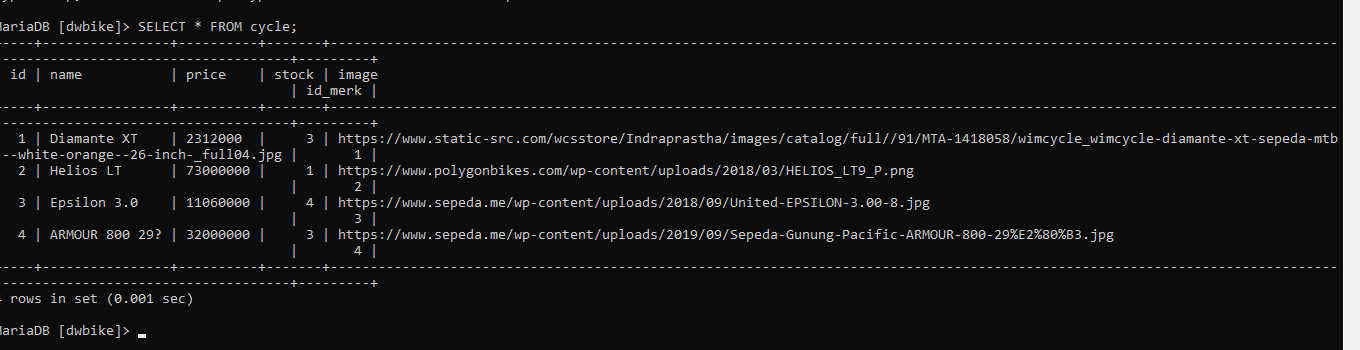 MariaDB [dwbike]> SELECT * FROM cycle;
id | name | price | stock | image
| id_merk |
1 | Diamante XT | 2312000 | 3 | https://www.static-src.com/wcsstore/Indraprastha/images/catalog/full//91/MTA-1418058/wimcycle_wimcycle-diamante-xt-sepeda-mtb
--white-orange--26-inch-_full04.jpg | 1 |
2 | Helios LT | 73000000 | 1 | https://www.polygonbikes.com/wp-content/uploads/2018/03/HELIOS_LT9_P.png
| 2 |
3 | Epsilon 3.0 | 11060000 | 4 | https://www.sepeda.me/wp-content/uploads/2018/09/United-EPSILON-3.00-8.jpg
| 3 |
4 | ARMOUR 800 29? | 32000000 | 3 | https://www.sepeda.me/wp-content/uploads/2019/09/Sepeda-Gunung-Pacific-ARMOUR-800-29%E2%80%B3.jpg
| 4 |
4 rows in set (0.001 sec)
MariaDB [dwbike]>